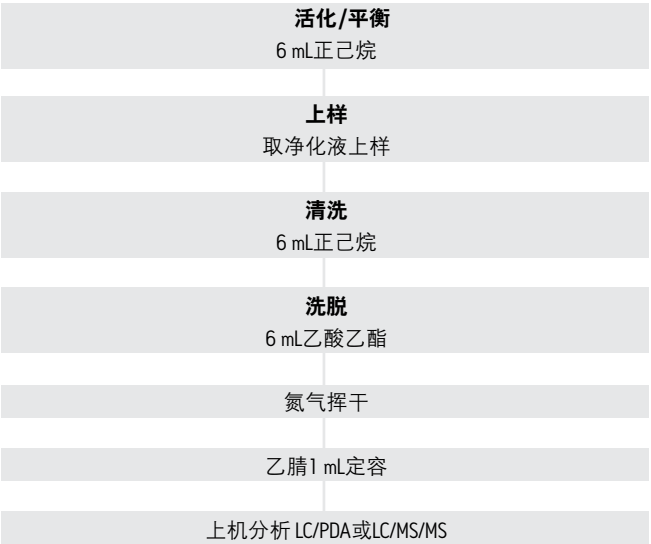 活化/平衡
6 mL正己烷
上样
取净化液上样
清洗
6 mL正己烷
洗脱
6 mL乙酸乙酯
氮气挥干
乙腈1 mL定容
上机分析 LC/PDA或LC/MS/MS